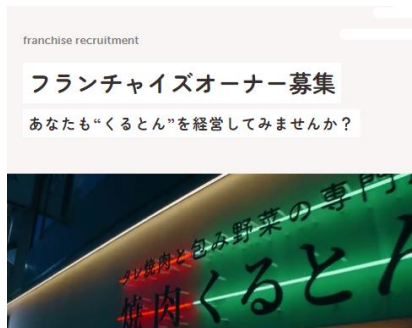 franchise recruitment
フランチャイズオーナー募集
あなたも“くるとん”を経営してみませんか？
タレ焼肉と包み野菜の専門
焼肉くるとん